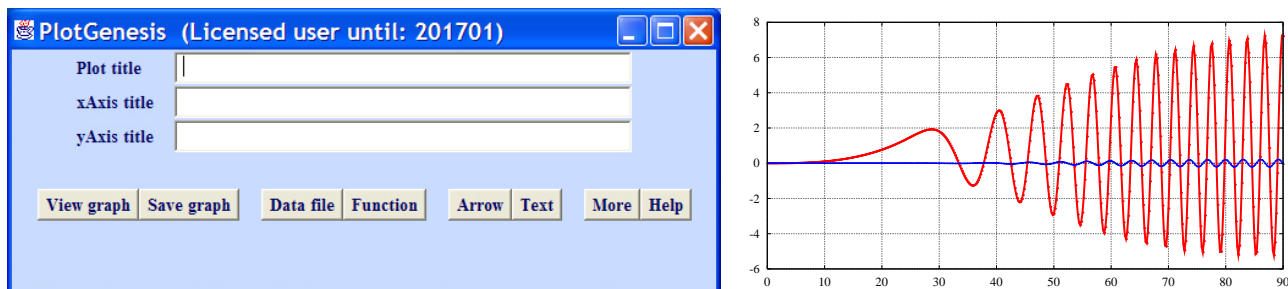 PlotGenesis (Licensed user until: 201701)
Plot title
xAxis title
yAxis title
View graph Save graph Data file Function Arrow Text More Help
8
6
4
2
0
-2
-4
-6
0 10 20 30 40 50 60 70 80 90